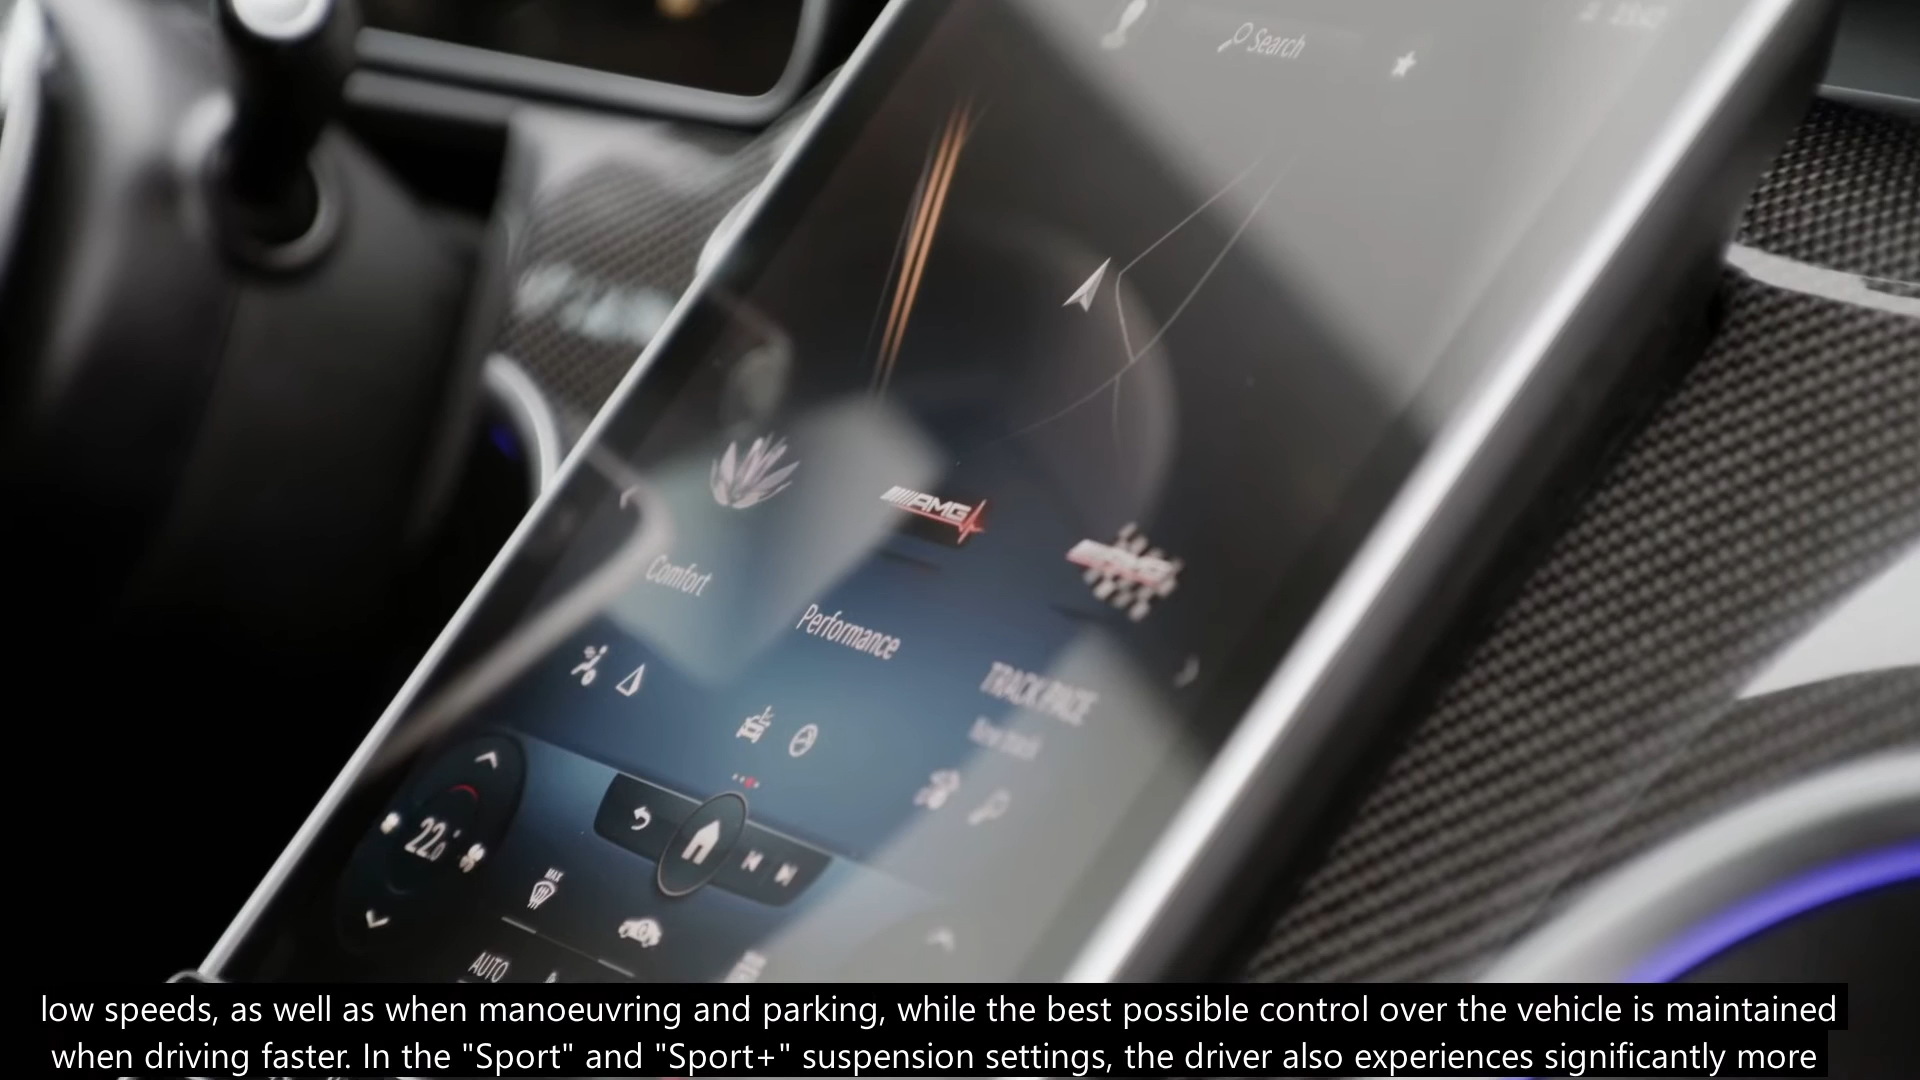 Search
AMG
Comfort
Performance
TRACK PACE
22.0
MAX
AUTO
low speeds, as well as when manoeuvring and parking, while the best possible control over the vehicle is maintained
when driving faster. In the "Sport" and "Sport+" suspension settings, the driver also experiences significantly more